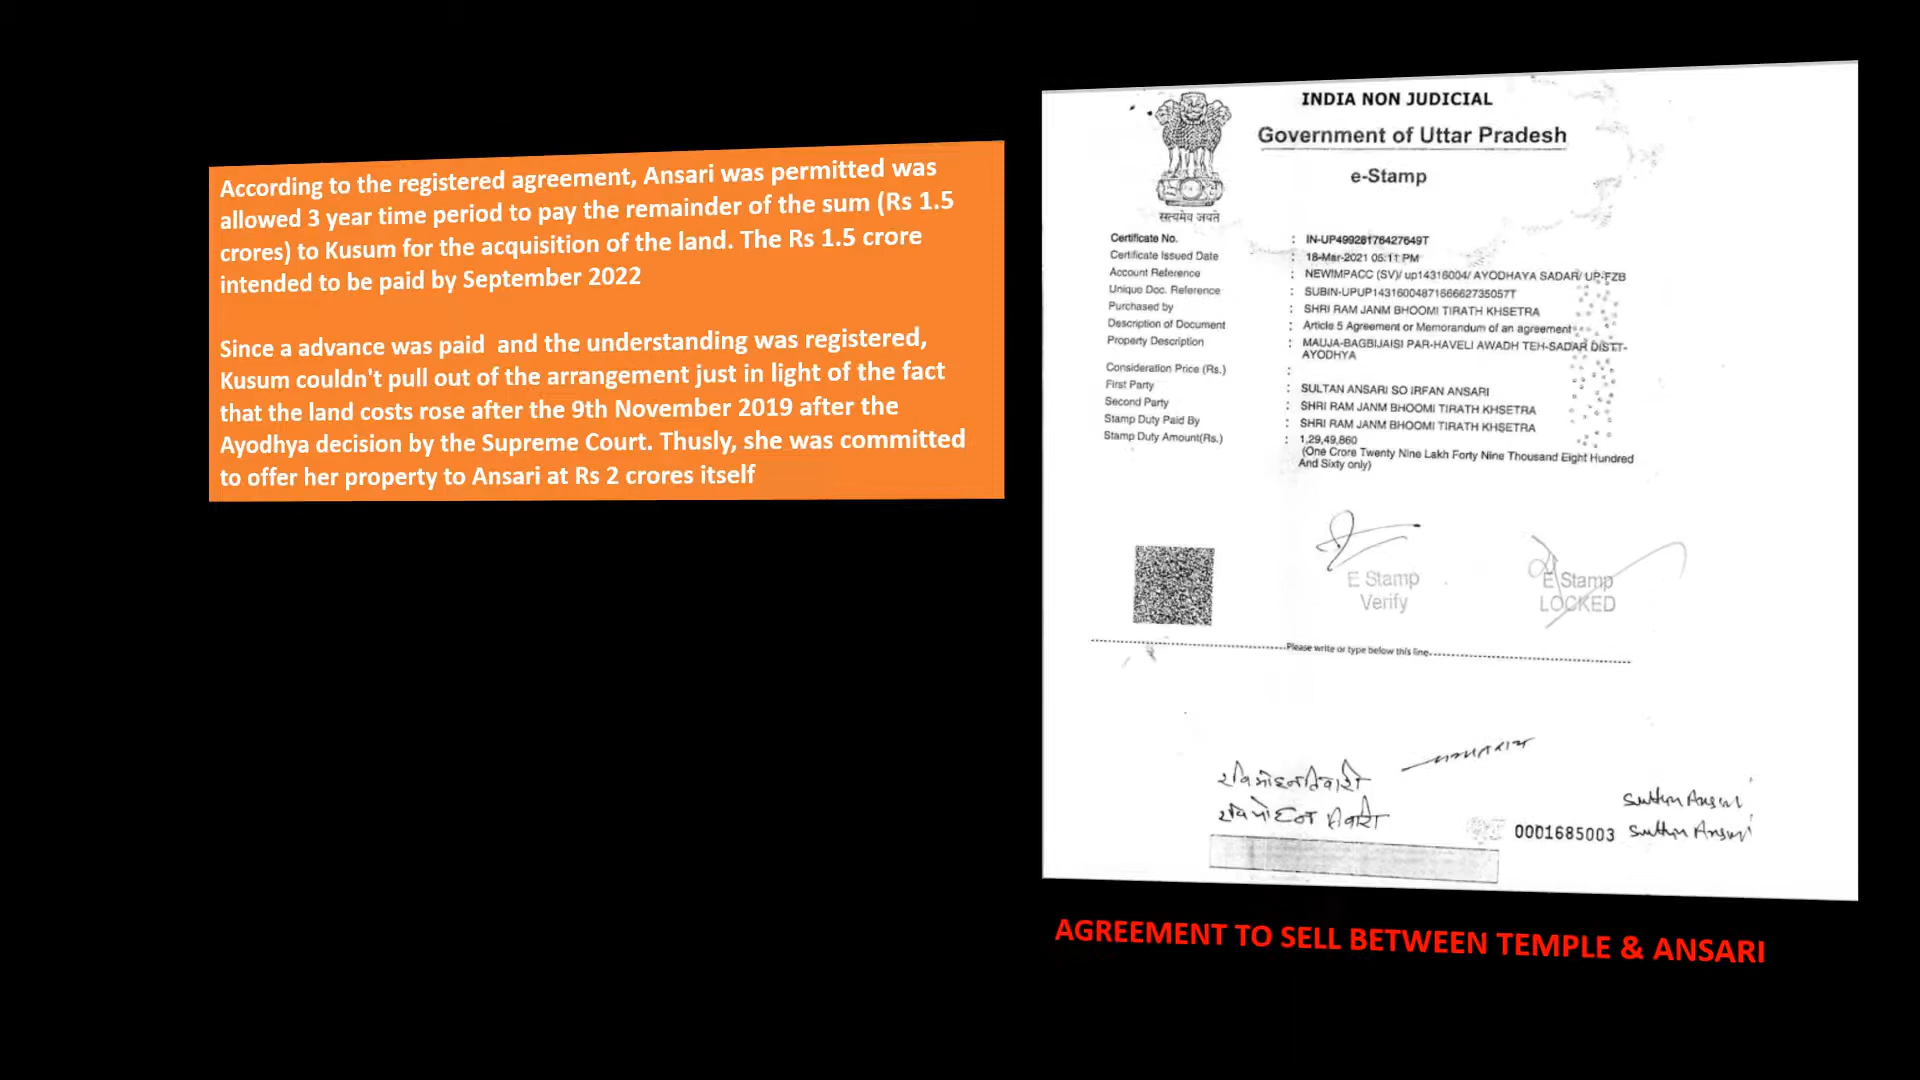 According to the registered agreement, Ansari was permitted was
allowed 3 year time period to pay the remainder of the sum (Rs 1.5
crores) to Kusum for the acquisition of the land. The Rs 1.5 crore
intended to be paid by September 2022
Since a advance was paid and the understanding was registered,
Kusum couldn't pull out of the arrangement just in light of the fact
that the land costs rose after the 9th November 2019 after the
Ayodhya decision by the Supreme Court. Thusly, she was committed
to offer her property to Ansari at Rs 2 crores itself
INDIA NON JUDICIAL
Government of Uttar Pradesh
e-Stamp
सत्यमेव जयते
Certificate No. : IN-UP49928176427649T
Certificate Issued Date : 18-Mar-2021 05:11 PM
Account Reference : NEWIMPACC (SV)/ up14316004/ AYODHAYA SADAR/ UP-FZB
Unique Doc. Reference : SUBIN-UPUP1431600487166662735057T
Purchased by : SHRI RAM JANM BHOOMI TIRATH KHSETRA
Description of Document : Article 5 Agreement or Memorandum of an agreement
Property Description : MAUJA-BAGBIJAISI PAR-HAVELI AWADH TEH-SADAR DISTT-
AYODHYA
Consideration Price (Rs.) :
First Party : SULTAN ANSARI SO IRFAN ANSARI
Second Party : SHRI RAM JANM BHOOMI TIRATH KHSETRA
Stamp Duty Paid By : SHRI RAM JANM BHOOMI TIRATH KHSETRA
Stamp Duty Amount(Rs.) : 1,29,49,860
(One Crore Twenty Nine Lakh Forty Nine Thousand Eight Hundred
And Sixty only)
E Stamp
Verify
E Stamp
LOCKED
Please write or type below this line
रवि मोहन तिवारी
रवि मोहन तिवारी
Sultan Ansari
0001685003 Sultan Ansari
AGREEMENT TO SELL BETWEEN TEMPLE & ANSARI